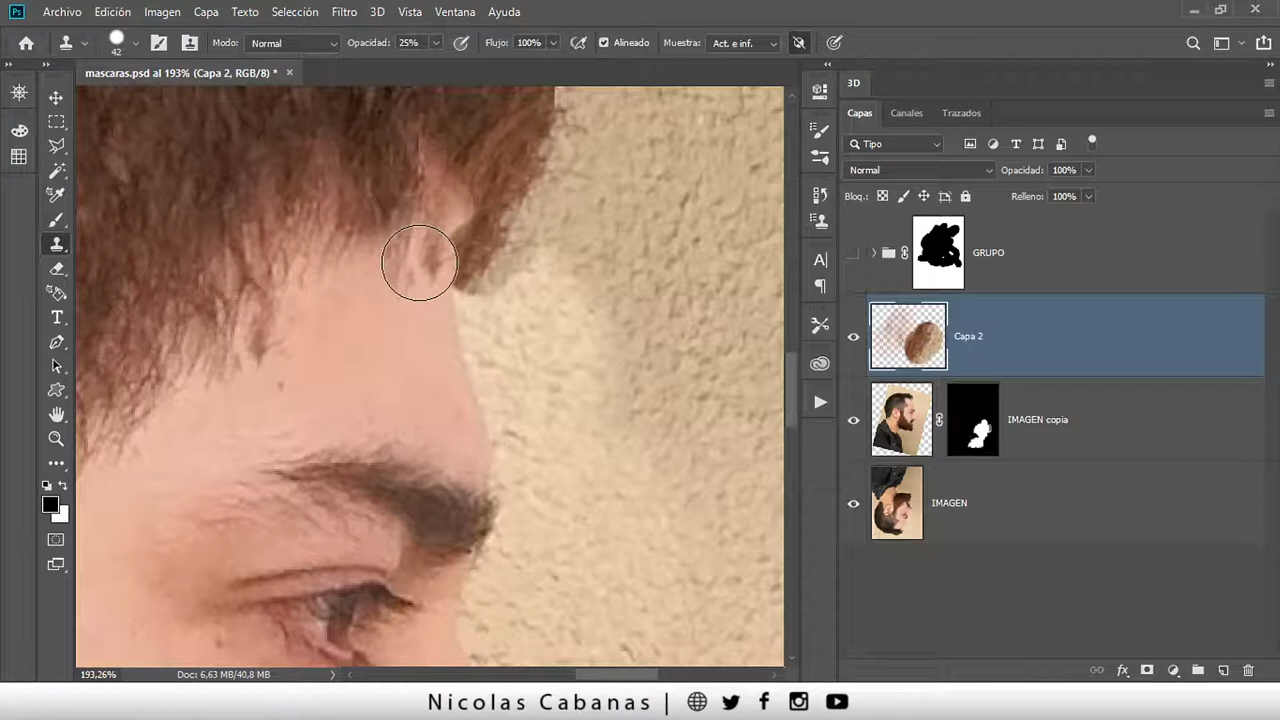 Ps Archivo Edición Imagen Capa Texto Selección Filtro 3D Vista Ventana Ayuda
42 Modo: Normal Opacidad: 25% Flujo: 100% Alineado Muestra: Act. e inf.
mascaras.psd al 193% (Capa 2, RGB/8) *
3D
Capas Canales Trazados
Tipo
Normal Opacidad: 100%
Bloq.: Relleno: 100%
GRUPO
Capa 2
IMAGEN copia
IMAGEN
193,26% Doc: 6,63 MB/40,8 MB
Nicolas Cabanas |